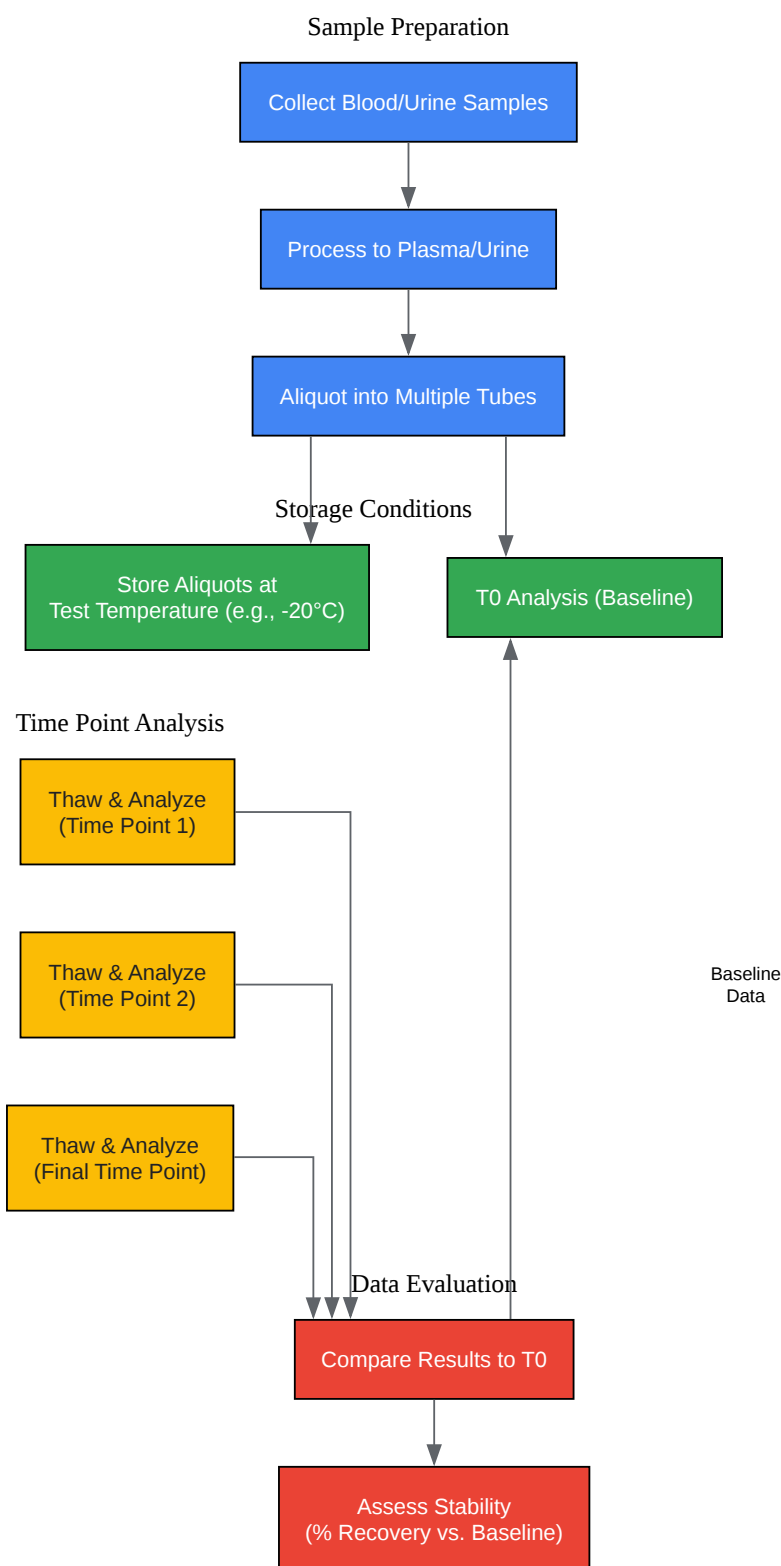 Sample Preparation
Collect Blood/Urine Samples
Process to Plasma/Urine
Aliquot into Multiple Tubes
Storage Conditions
Store Aliquots at
Test Temperature (e.g., -20°C)
T0 Analysis (Baseline)
Time Point Analysis
Thaw & Analyze
(Time Point 1)
Thaw & Analyze
(Time Point 2)
Baseline
Data
Thaw & Analyze
(Final Time Point)
Data Evaluation
Compare Results to T0
Assess Stability
(% Recovery vs. Baseline)